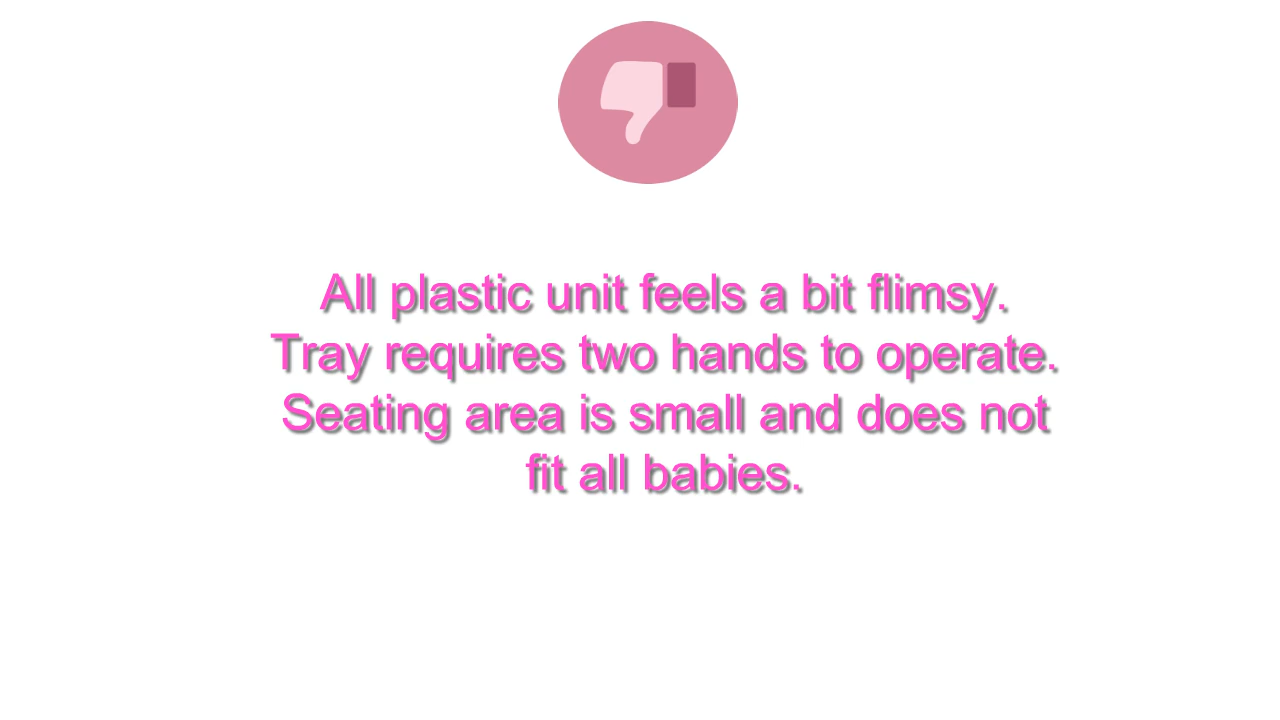 All plastic unit feels a bit flimsy.
Tray requires two hands to operate.
Seating area is small and does not
fit all babies.